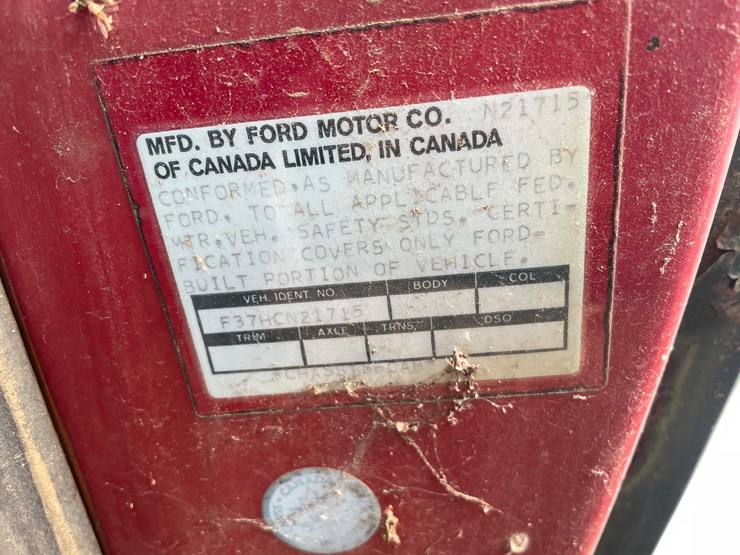 N21715
MFD. BY FORD MOTOR CO.
OF CANADA LIMITED, IN CANADA
CONFORMED, AS MANUFACTURED BY
FORD, TO ALL APPLICABLE FED.
MTR.VEH. SAFETY STDS. CERTI-
FICATION COVERS ONLY FORD-
BUILT PORTION OF VEHICLE.
VEH. IDENT. NO. BODY COL
F37HCN21715
TRIM AXLE TRNS. DSO
CHASSIS-CAB